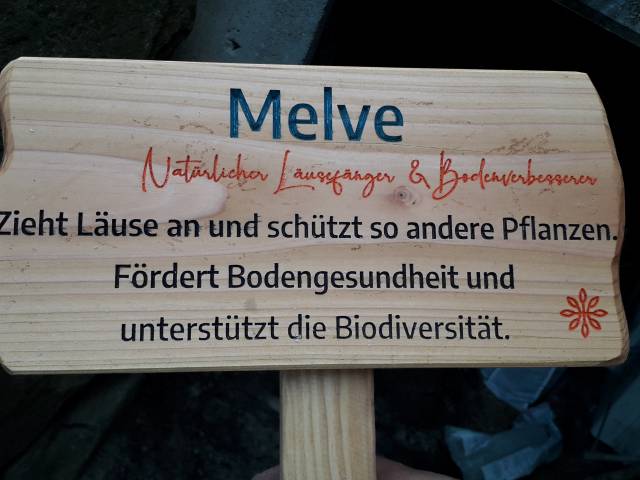 Melve
Natürlicher Läusefänger & Bodenverbesserer
Zieht Läuse an und schützt so andere Pflanzen.
Fördert Bodengesundheit und
unterstützt die Biodiversität.